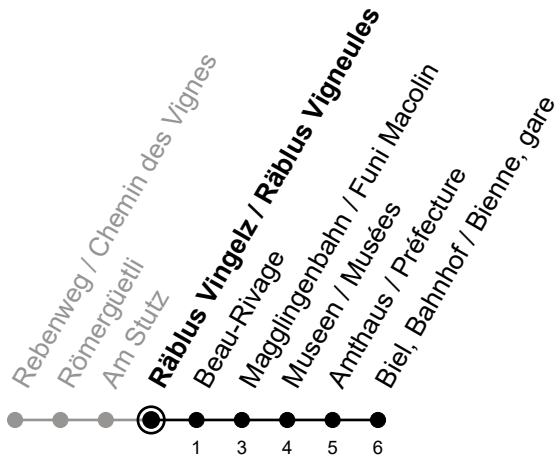 Rebenweg / Chemin des Vignes
Römergüetli
Am Stutz
Räblus Vingelz / Räblus Vigneules
Beau-Rivage
Magglingenbahn / Funi Macolin
Museen / Musées
Amthaus / Préfecture
Biel, Bahnhof / Bienne, gare
1 3 4 5 6